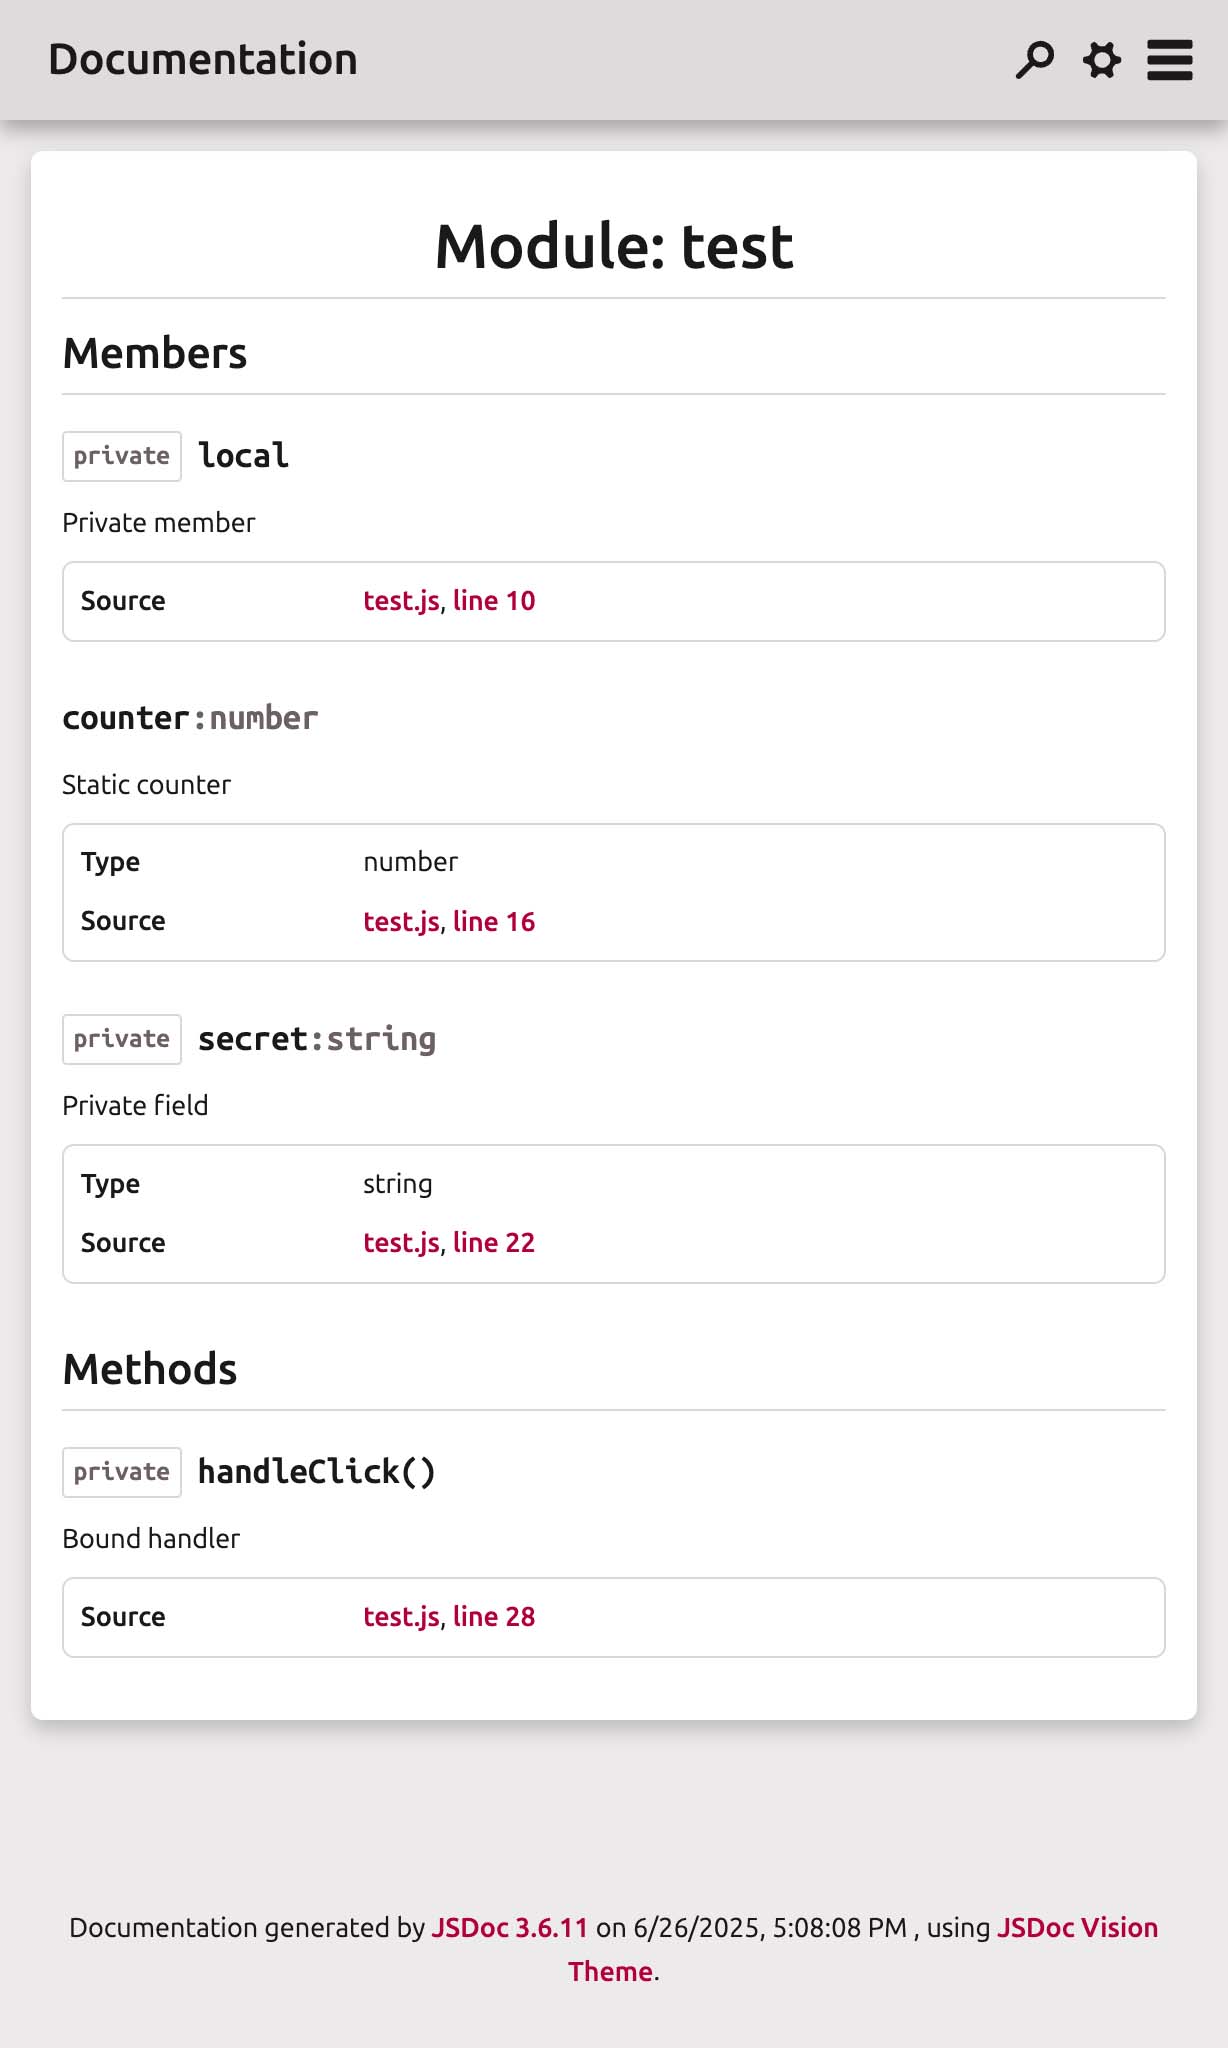 Documentation
Module: test
Members
private local
Private member
Source test.js, line 10
counter:number
Static counter
Type number
Source test.js, line 16
private secret:string
Private field
Type string
Source test.js, line 22
Methods
private handleClick()
Bound handler
Source test.js, line 28
Documentation generated by JSDoc 3.6.11 on 6/26/2025, 5:08:08 PM , using JSDoc Vision
Theme.